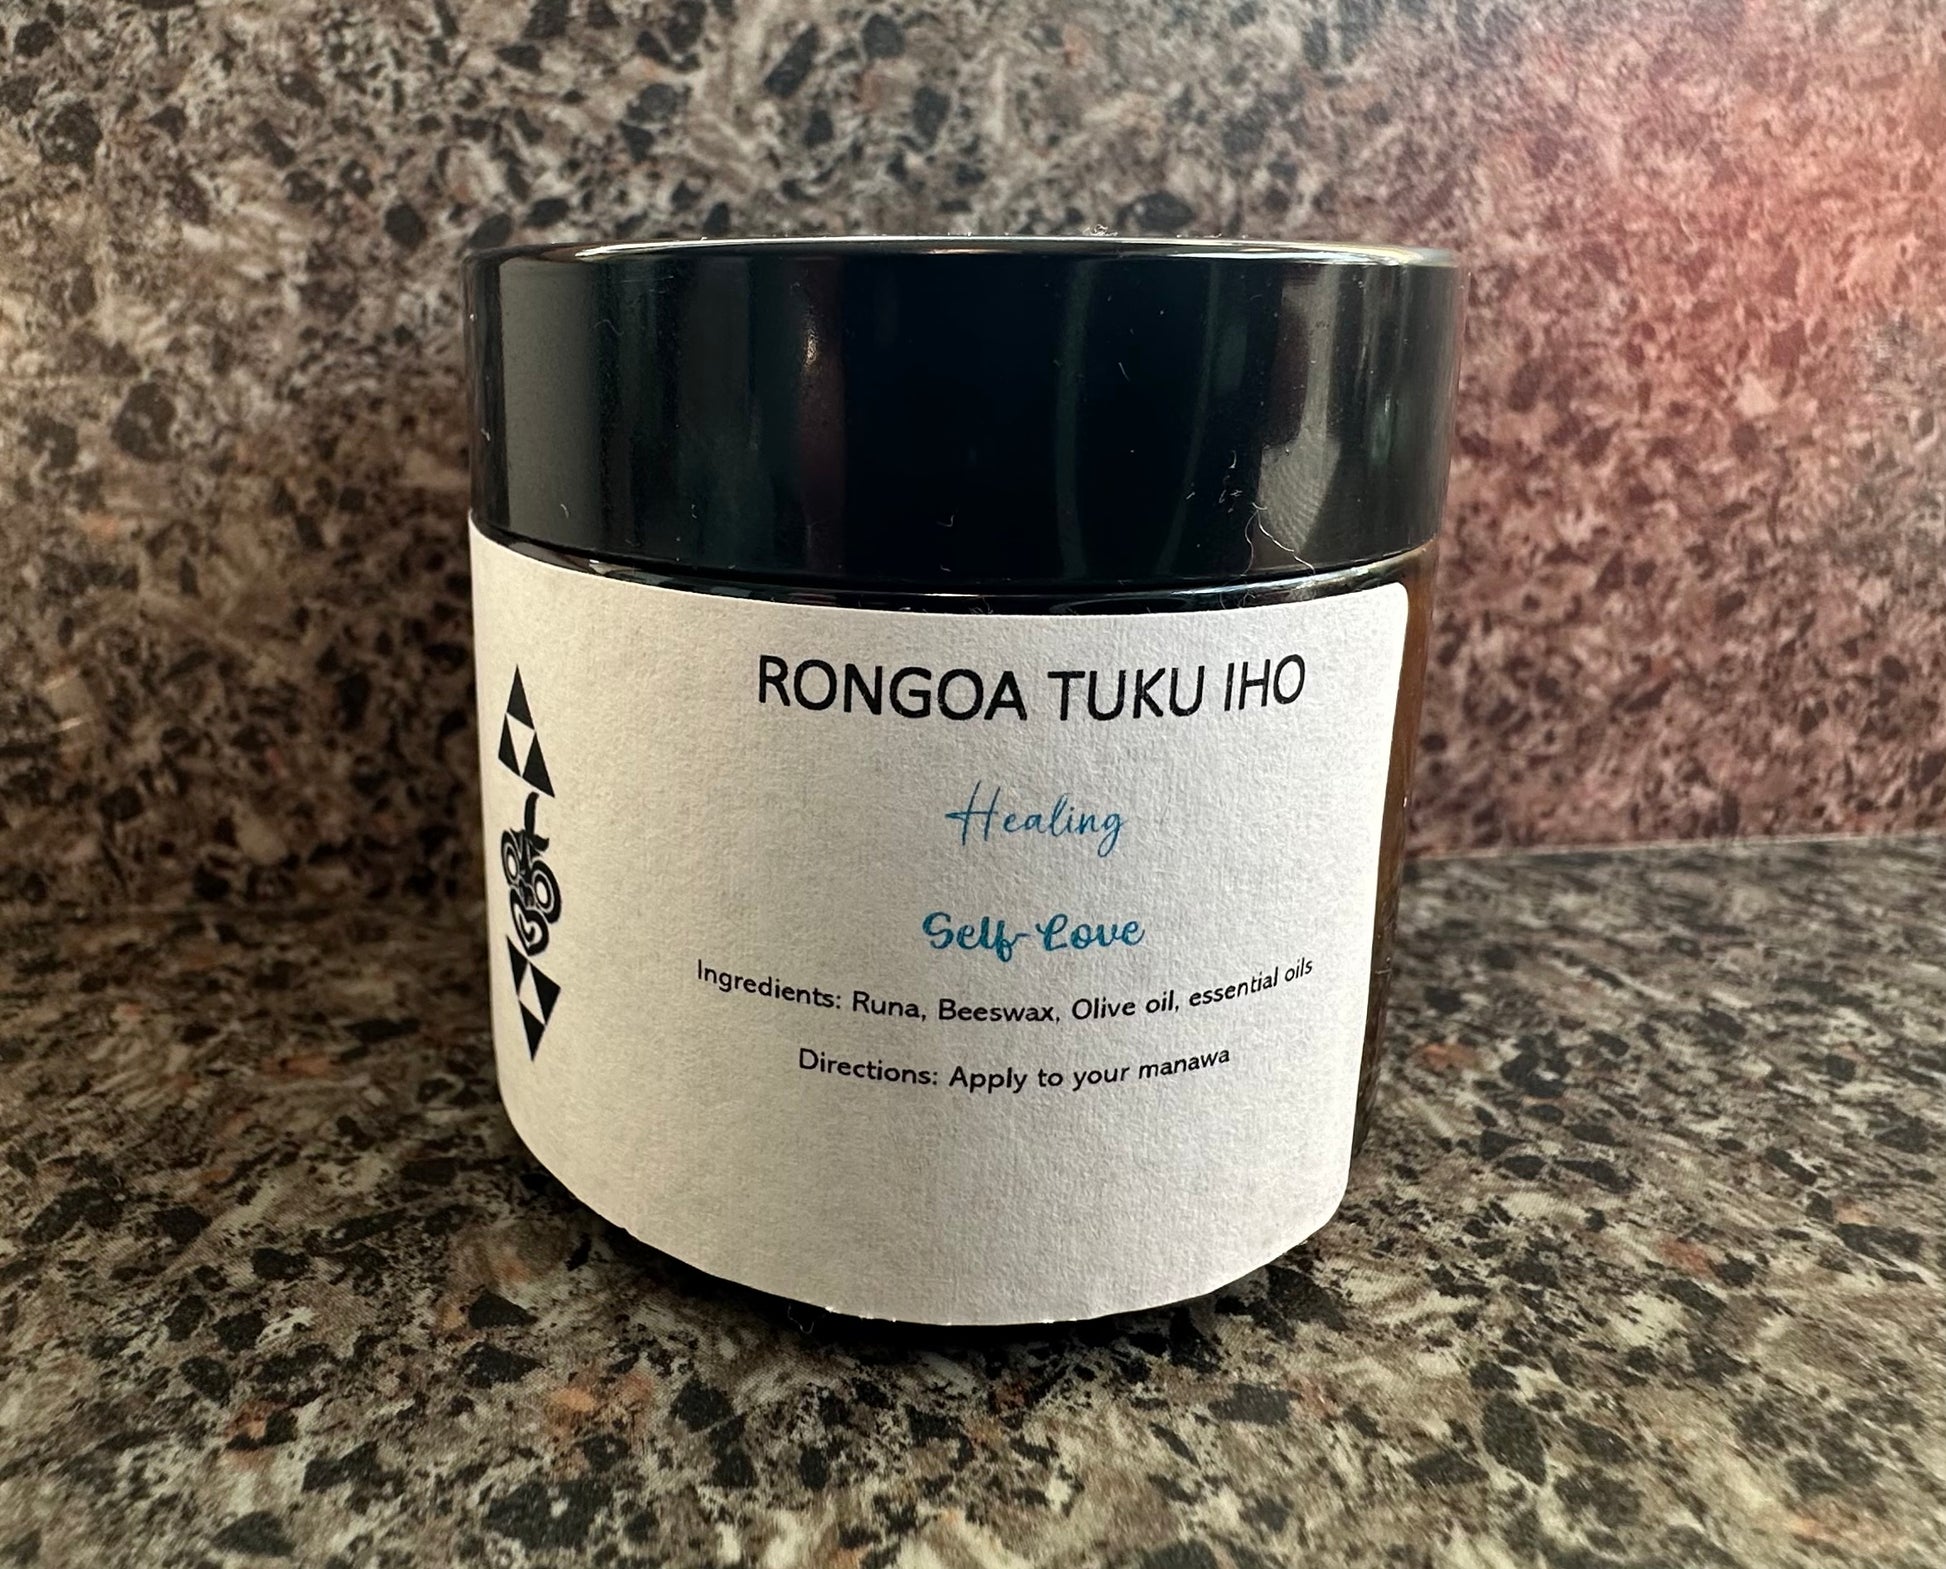 RONGOA TUKU IHO
Healing
Self-Love
Ingredients: Runa, Beeswax, Olive oil, essential oils
Directions: Apply to your manawa